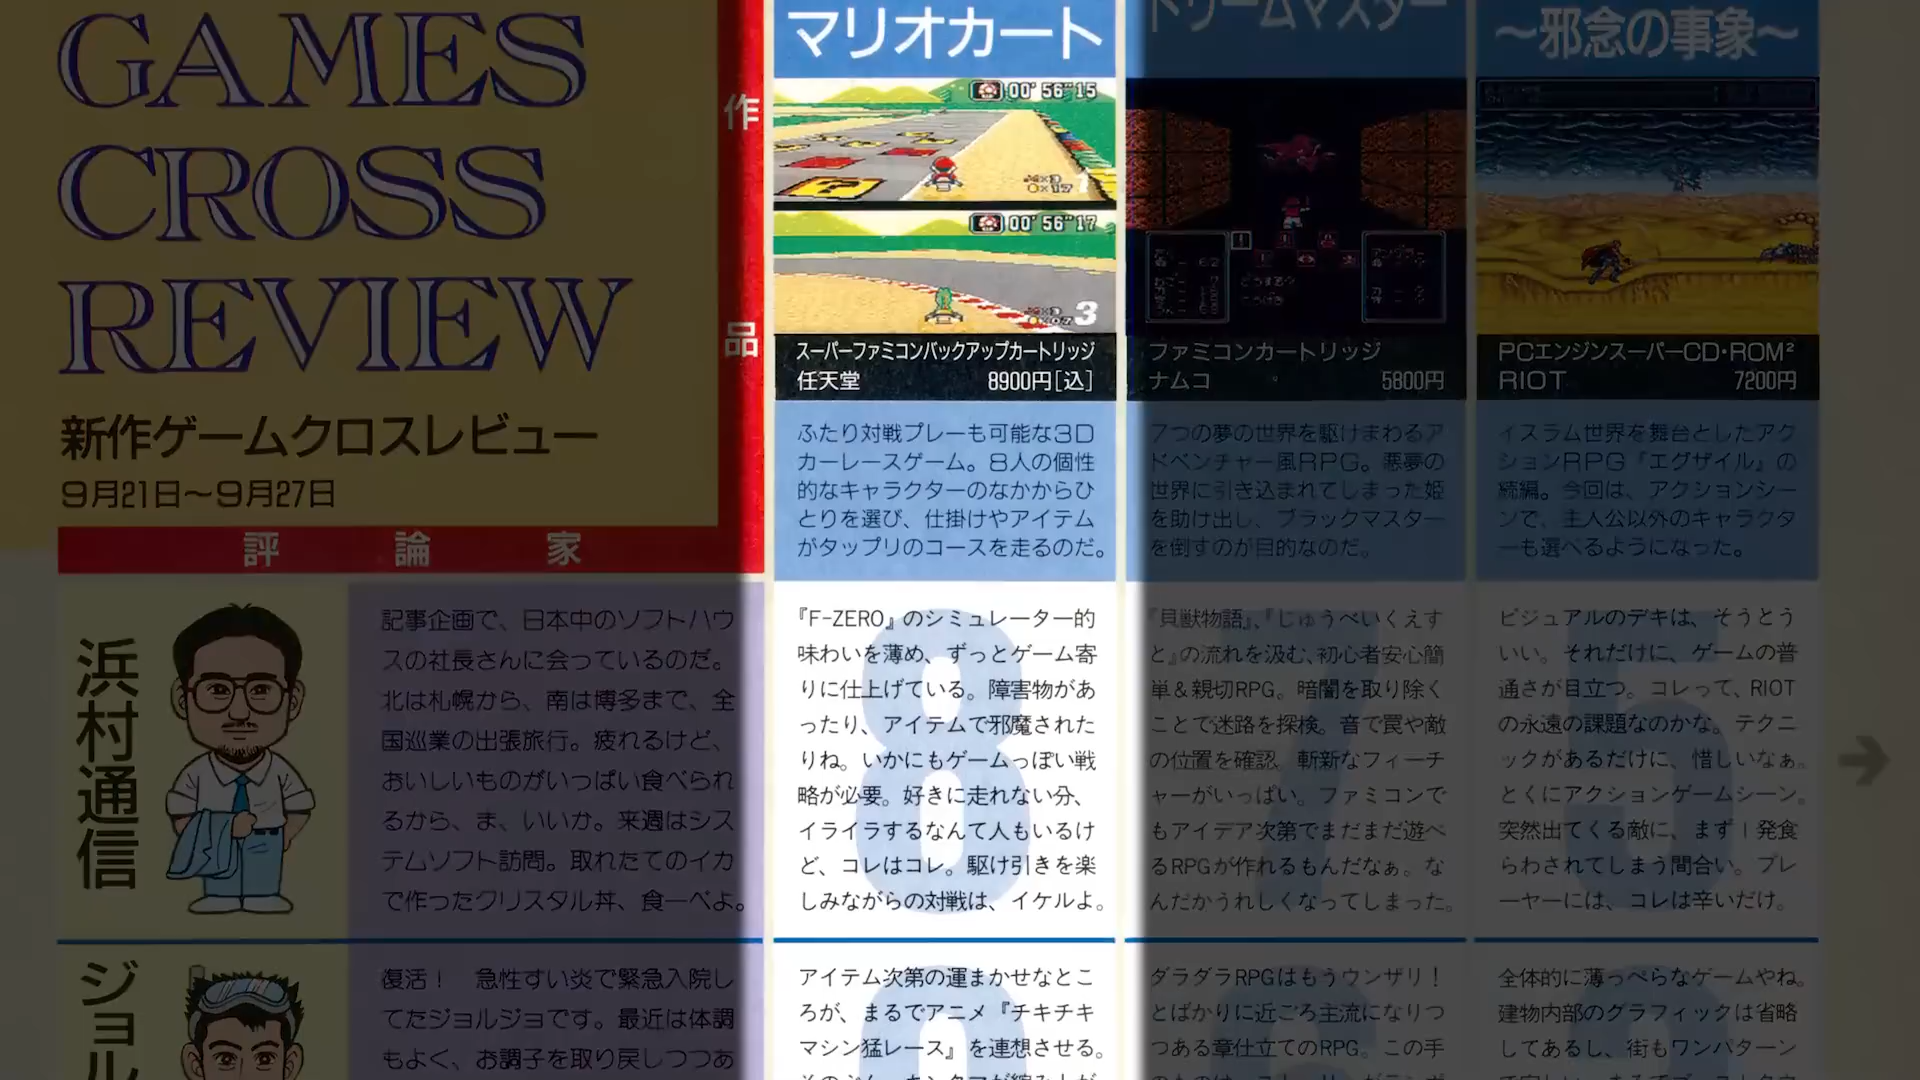 GAMES
CROSS
REVIEW
新作ゲームクロスレビュー
9月21日～9月27日
作
品
評論家
マリオカート
00'56"15
00'56"17
3
スーパーファミコンバックアップカートリッジ
任天堂 8900円[込]
ふたり対戦プレーも可能な3D
カーレースゲーム。8人の個性
的なキャラクターのなかからひ
とりを選び、仕掛けやアイテム
がタップリのコースを走るのだ。
ドリームマスター
ファミコンカートリッジ
ナムコ 5800円
7つの夢の世界を駆けまわるア
ドベンチャー風RPG。悪夢の
世界に引き込まれてしまった姫
を助け出し、ブラックマスター
を倒すのが目的なのだ。
～邪念の事象～
PCエンジンスーパーCD・ROM²
RIOT 7200円
イスラム世界を舞台としたアク
ションRPG『エグザイル』の
続編。今回は、アクションシー
ンで、主人公以外のキャラクタ
ーも選べるようになった。
浜村通信
記事企画で、日本中のソフトハウ
スの社長さんに会っているのだ。
北は札幌から、南は博多まで、全
国巡業の出張旅行。疲れるけど、
おいしいものがいっぱい食べられ
るから、ま、いいか。来週はシス
テムソフト訪問。取れたてのイカ
で作ったクリスタル丼、食ーべよ。
8
『F-ZERO』のシミュレーター的
味わいを薄め、ずっとゲーム寄
りに仕上げている。障害物があ
ったり、アイテムで邪魔された
りね。いかにもゲームっぽい戦
略が必要。好きに走れない分、
イライラするなんて人もいるけ
ど、コレはコレ。駆け引きを楽
しみながらの対戦は、イケルよ。
7
『貝獣物語』、『じゅうべいくえす
と』の流れを汲む、初心者安心簡
単&親切RPG。暗闇を取り除く
ことで迷路を探検。音で罠や敵
の位置を確認。斬新なフィーチ
ャーがいっぱい。ファミコンで
もアイデア次第でまだまだ遊べ
るRPGが作れるもんだなぁ。な
んだかうれしくなってしまった。
5
ビジュアルのデキは、そうとう
いい。それだけに、ゲームの普
通さが目立つ。コレって、RIOT
の永遠の課題なのかな。テクニ
ックがあるだけに、惜しいなぁ。
とくにアクションゲームシーン。
突然出てくる敵に、まず1発食
らわされてしまう間合い。プレ
ーヤーには、コレは辛いだけ。
ジョル
復活！ 急性すい炎で緊急入院し
てたジョルジョです。最近は体調
もよく、お調子を取り戻しつつあ
アイテム次第の運まかせなとこ
ろが、まるでアニメ『チキチキ
マシン猛レース』を連想させる。
ダラダラRPGはもうウンザリ！
とばかりに近ごろ主流になりつ
つある章仕立てのRPG。この手
全体的に薄っぺらなゲームやね。
建物内部のグラフィックは省略
してあるし、街もワンパターン